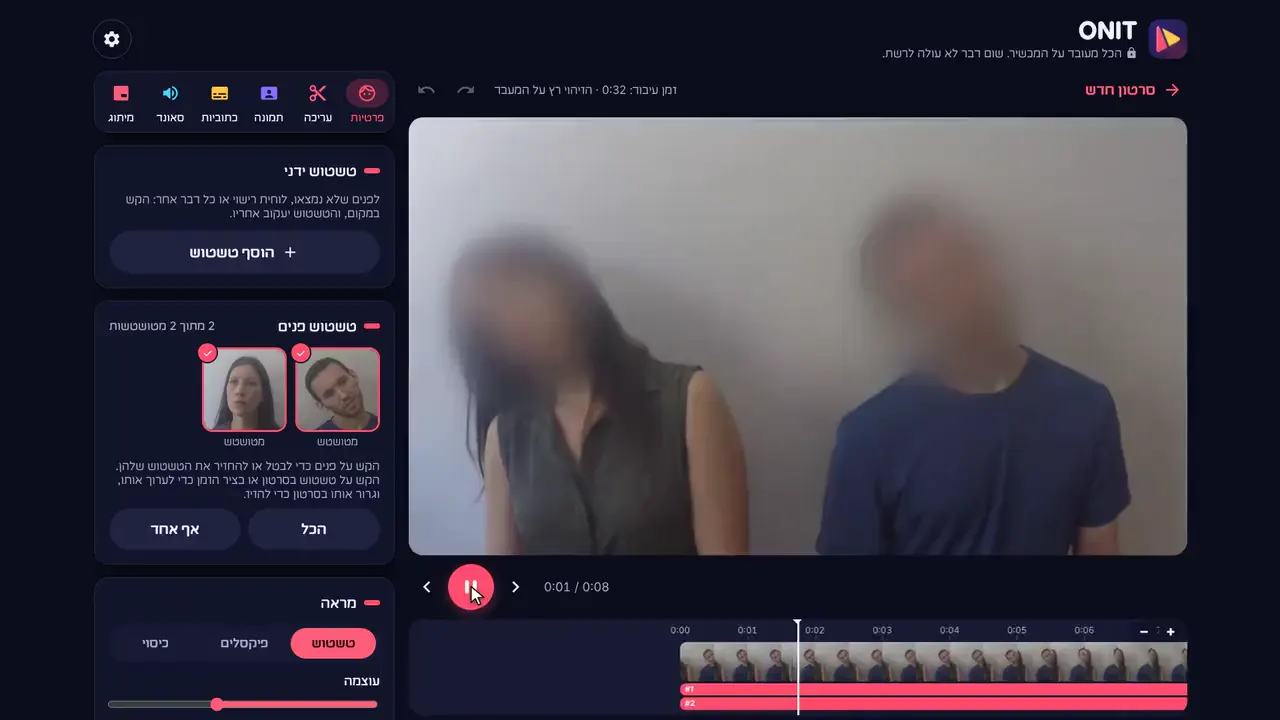 ONIT
הכל מעובד על המכשיר. שום דבר לא עולה לרשת.
סרטון חדש
זמן עיבוד: 0:32 · הזיהוי רץ על המעבד
פרטיות
עריכה
תמונה
כתוביות
סאונד
מיתוג
טשטוש ידני
לפנים שלא נמצאו, לוחית רישוי או כל דבר אחר: הקש
במקום, והטשטוש יעקוב אחריו.
הוסף טשטוש
טשטוש פנים
2 מתוך 2 מטושטשות
מטושטש
מטושטש
הקש על פנים כדי לבטל או להחזיר את הטשטוש שלהן.
הקש על טשטוש בסרטון או בציר הזמן כדי לערוך אותו,
וגרור אותו בסרטון כדי להזיז.
הכל
אף אחד
מראה
טשטוש
פיקסלים
כיסוי
עוצמה
0:01 / 0:08
0:00
0:01
0:02
0:03
0:04
0:05
0:06
#1
#2